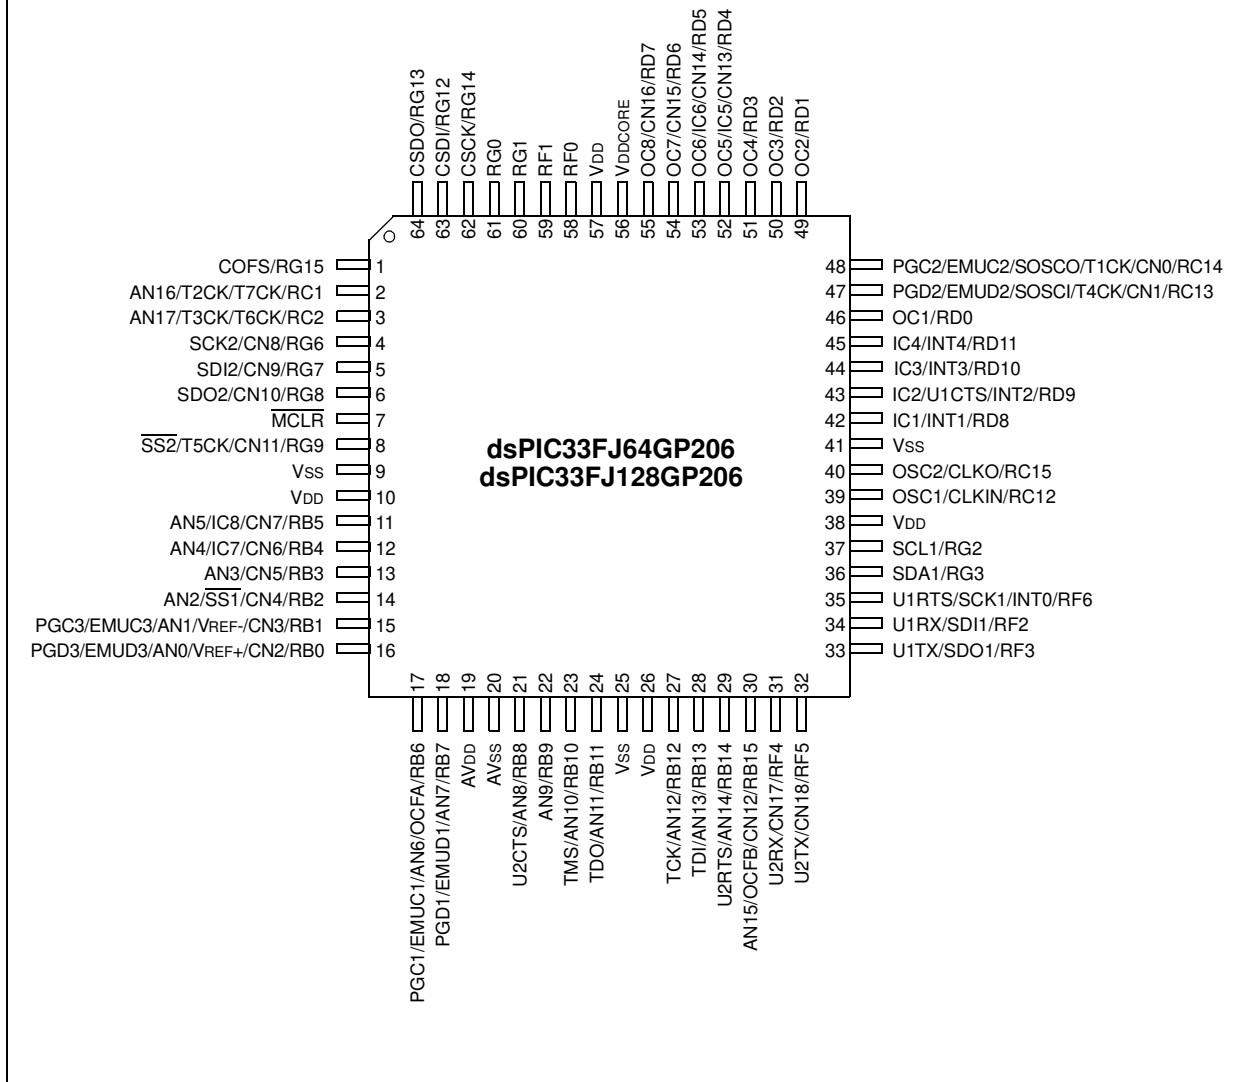 CSDO/RG13
CSDI/RG12
CSCK/RG14
RG0
RG1
RF1
RF0
VDD
VDDCORE
OC8/CN16/RD7
OC7/CN15/RD6
OC6/IC6/CN14/RD5
OC5/IC5/CN13/RD4
OC4/RD3
OC3/RD2
OC2/RD1
64
63
62
61
60
59
58
57
56
55
54
53
52
51
50
49
COFS/RG15 1
AN16/T2CK/T7CK/RC1 2
AN17/T3CK/T6CK/RC2 3
SCK2/CN8/RG6 4
SDI2/CN9/RG7 5
SDO2/CN10/RG8 6
MCLR 7
SS2/T5CK/CN11/RG9 8
VSS 9
VDD 10
AN5/IC8/CN7/RB5 11
AN4/IC7/CN6/RB4 12
AN3/CN5/RB3 13
AN2/SS1/CN4/RB2 14
PGC3/EMUC3/AN1/VREF-/CN3/RB1 15
PGD3/EMUD3/AN0/VREF+/CN2/RB0 16
dsPIC33FJ64GP206
dsPIC33FJ128GP206
48 PGC2/EMUC2/SOSCO/T1CK/CN0/RC14
47 PGD2/EMUD2/SOSCI/T4CK/CN1/RC13
46 OC1/RD0
45 IC4/INT4/RD11
44 IC3/INT3/RD10
43 IC2/U1CTS/INT2/RD9
42 IC1/INT1/RD8
41 VSS
40 OSC2/CLKO/RC15
39 OSC1/CLKIN/RC12
38 VDD
37 SCL1/RG2
36 SDA1/RG3
35 U1RTS/SCK1/INT0/RF6
34 U1RX/SDI1/RF2
33 U1TX/SDO1/RF3
17
18
19
20
21
22
23
24
25
26
27
28
29
30
31
32
PGC1/EMUC1/AN6/OCFA/RB6
PGD1/EMUD1/AN7/RB7
AVDD
AVSS
U2CTS/AN8/RB8
AN9/RB9
TMS/AN10/RB10
TDO/AN11/RB11
VSS
VDD
TCK/AN12/RB12
TDI/AN13/RB13
U2RTS/AN14/RB14
AN15/OCFB/CN12/RB15
U2RX/CN17/RF4
U2TX/CN18/RF5